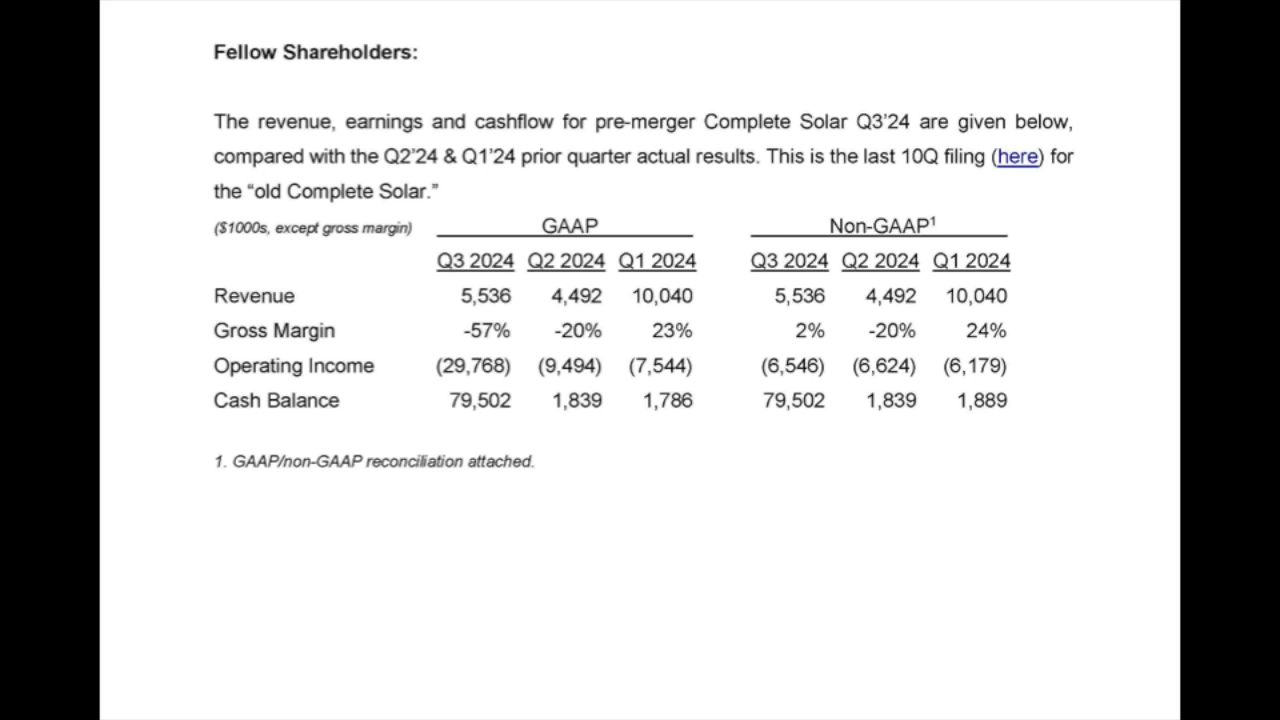 Fellow Shareholders:
The revenue, earnings and cashflow for pre-merger Complete Solar Q3’24 are given below,
compared with the Q2’24 & Q1’24 prior quarter actual results. This is the last 10Q filing (here) for
the “old Complete Solar.”
($1000s, except gross margin) GAAP Non-GAAP¹
Q3 2024 Q2 2024 Q1 2024 Q3 2024 Q2 2024 Q1 2024
Revenue 5,536 4,492 10,040 5,536 4,492 10,040
Gross Margin -57% -20% 23% 2% -20% 24%
Operating Income (29,768) (9,494) (7,544) (6,546) (6,624) (6,179)
Cash Balance 79,502 1,839 1,786 79,502 1,839 1,889
1. GAAP/non-GAAP reconciliation attached.